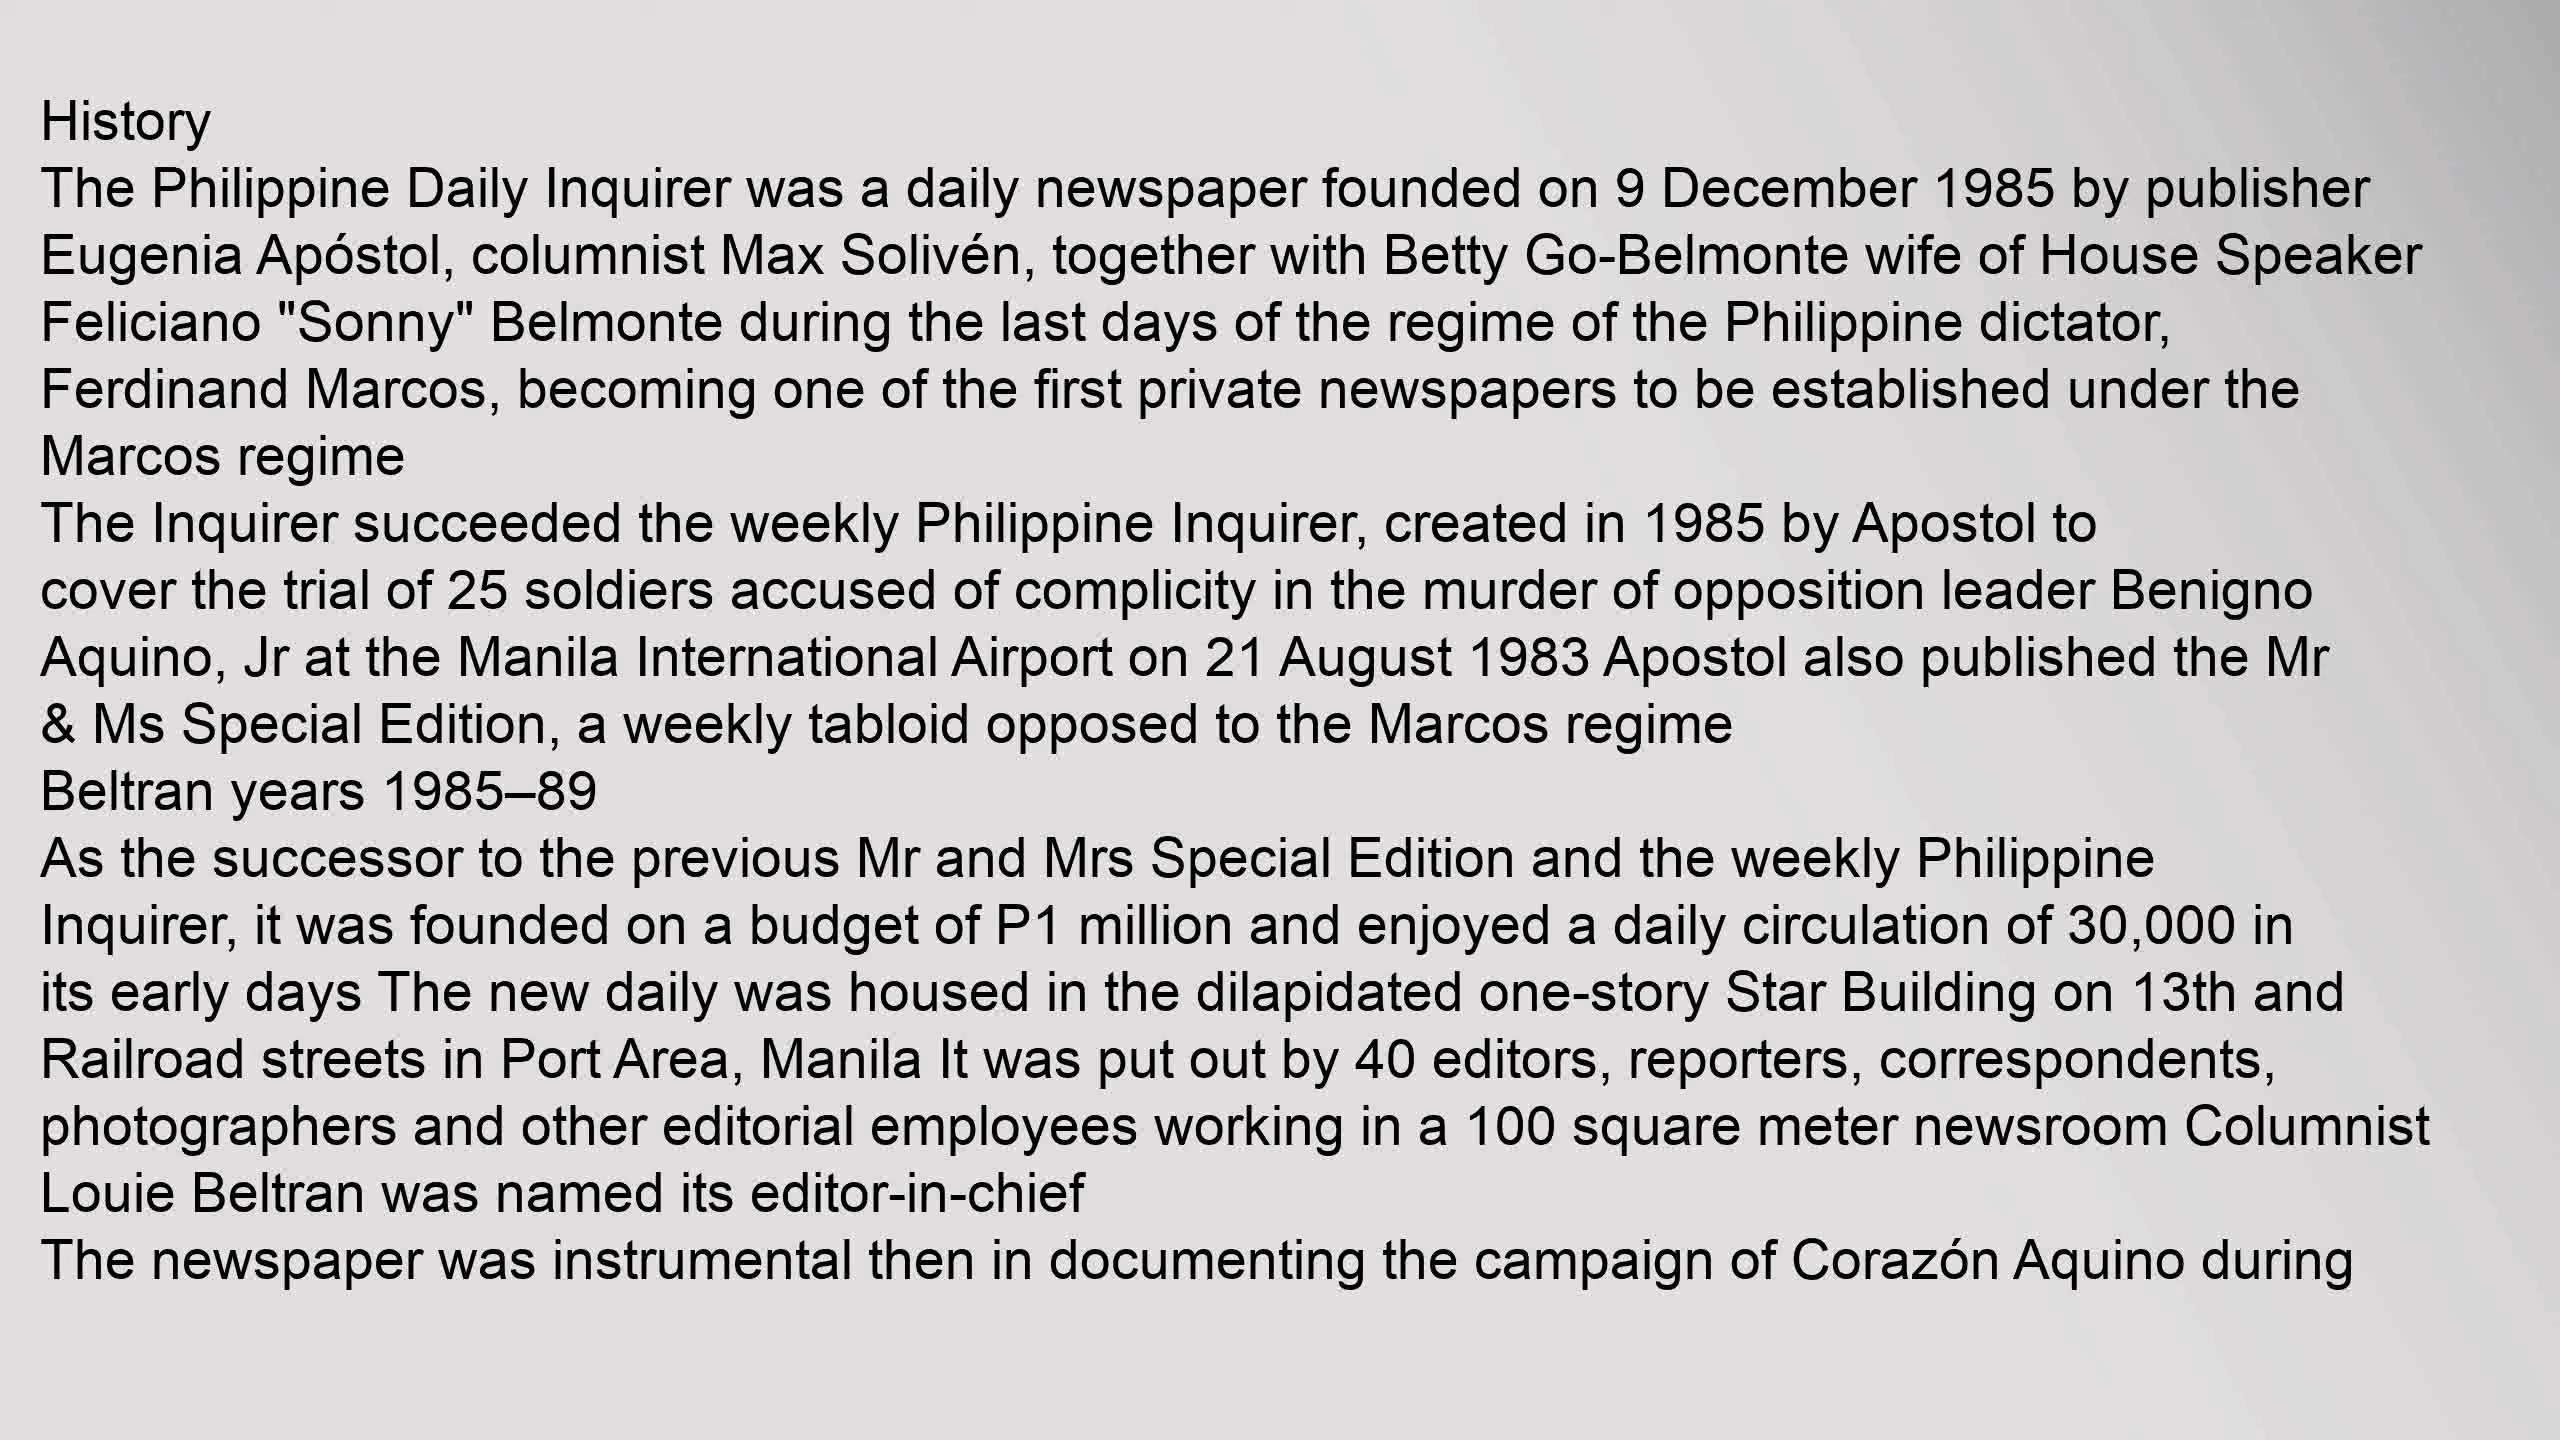 History
The Philippine Daily Inquirer was a daily newspaper founded on 9 December 1985 by publisher
Eugenia Apóstol, columnist Max Solivén, together with Betty Go-Belmonte wife of House Speaker
Feliciano "Sonny" Belmonte during the last days of the regime of the Philippine dictator,
Ferdinand Marcos, becoming one of the first private newspapers to be established under the
Marcos regime
The Inquirer succeeded the weekly Philippine Inquirer, created in 1985 by Apostol to
cover the trial of 25 soldiers accused of complicity in the murder of opposition leader Benigno
Aquino, Jr at the Manila International Airport on 21 August 1983 Apostol also published the Mr
& Ms Special Edition, a weekly tabloid opposed to the Marcos regime
Beltran years 1985–89
As the successor to the previous Mr and Mrs Special Edition and the weekly Philippine
Inquirer, it was founded on a budget of P1 million and enjoyed a daily circulation of 30,000 in
its early days The new daily was housed in the dilapidated one-story Star Building on 13th and
Railroad streets in Port Area, Manila It was put out by 40 editors, reporters, correspondents,
photographers and other editorial employees working in a 100 square meter newsroom Columnist
Louie Beltran was named its editor-in-chief
The newspaper was instrumental then in documenting the campaign of Corazón Aquino during